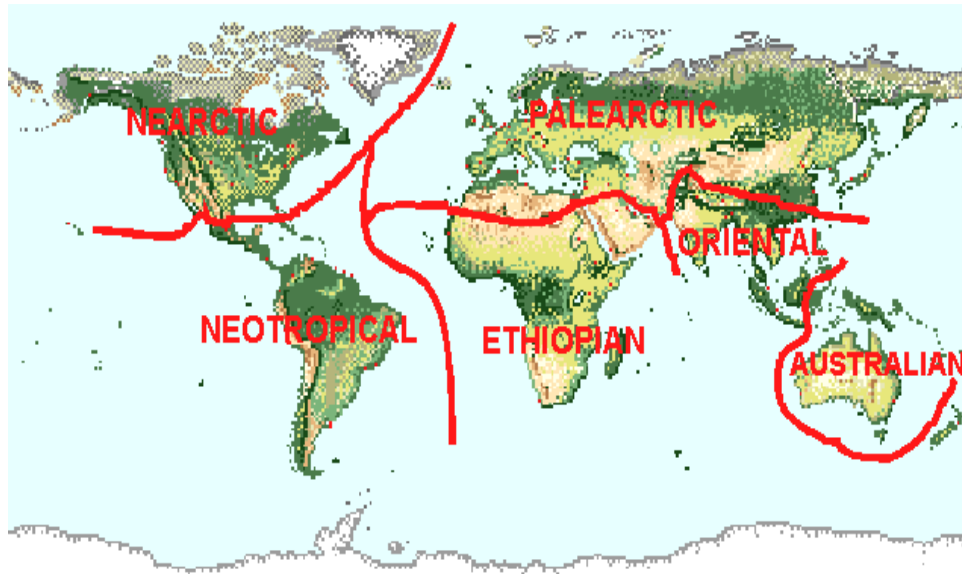 NEARCTIC
PALEARCTIC
ORIENTAL
NEOTROPICAL
ETHIOPIAN
AUSTRALIAN